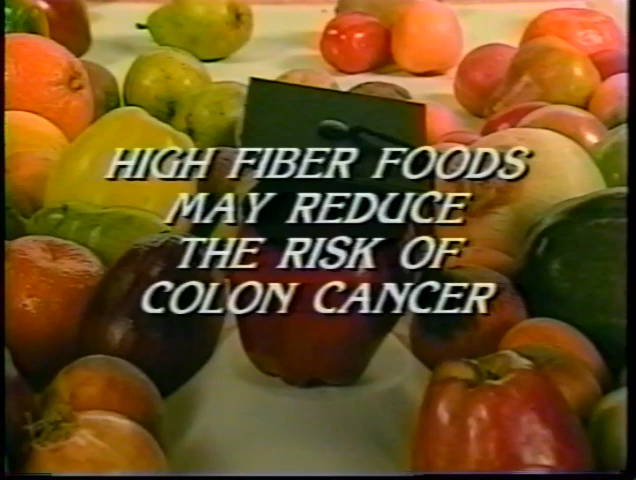 HIGH FIBER FOODS
MAY REDUCE
THE RISK OF
COLON CANCER